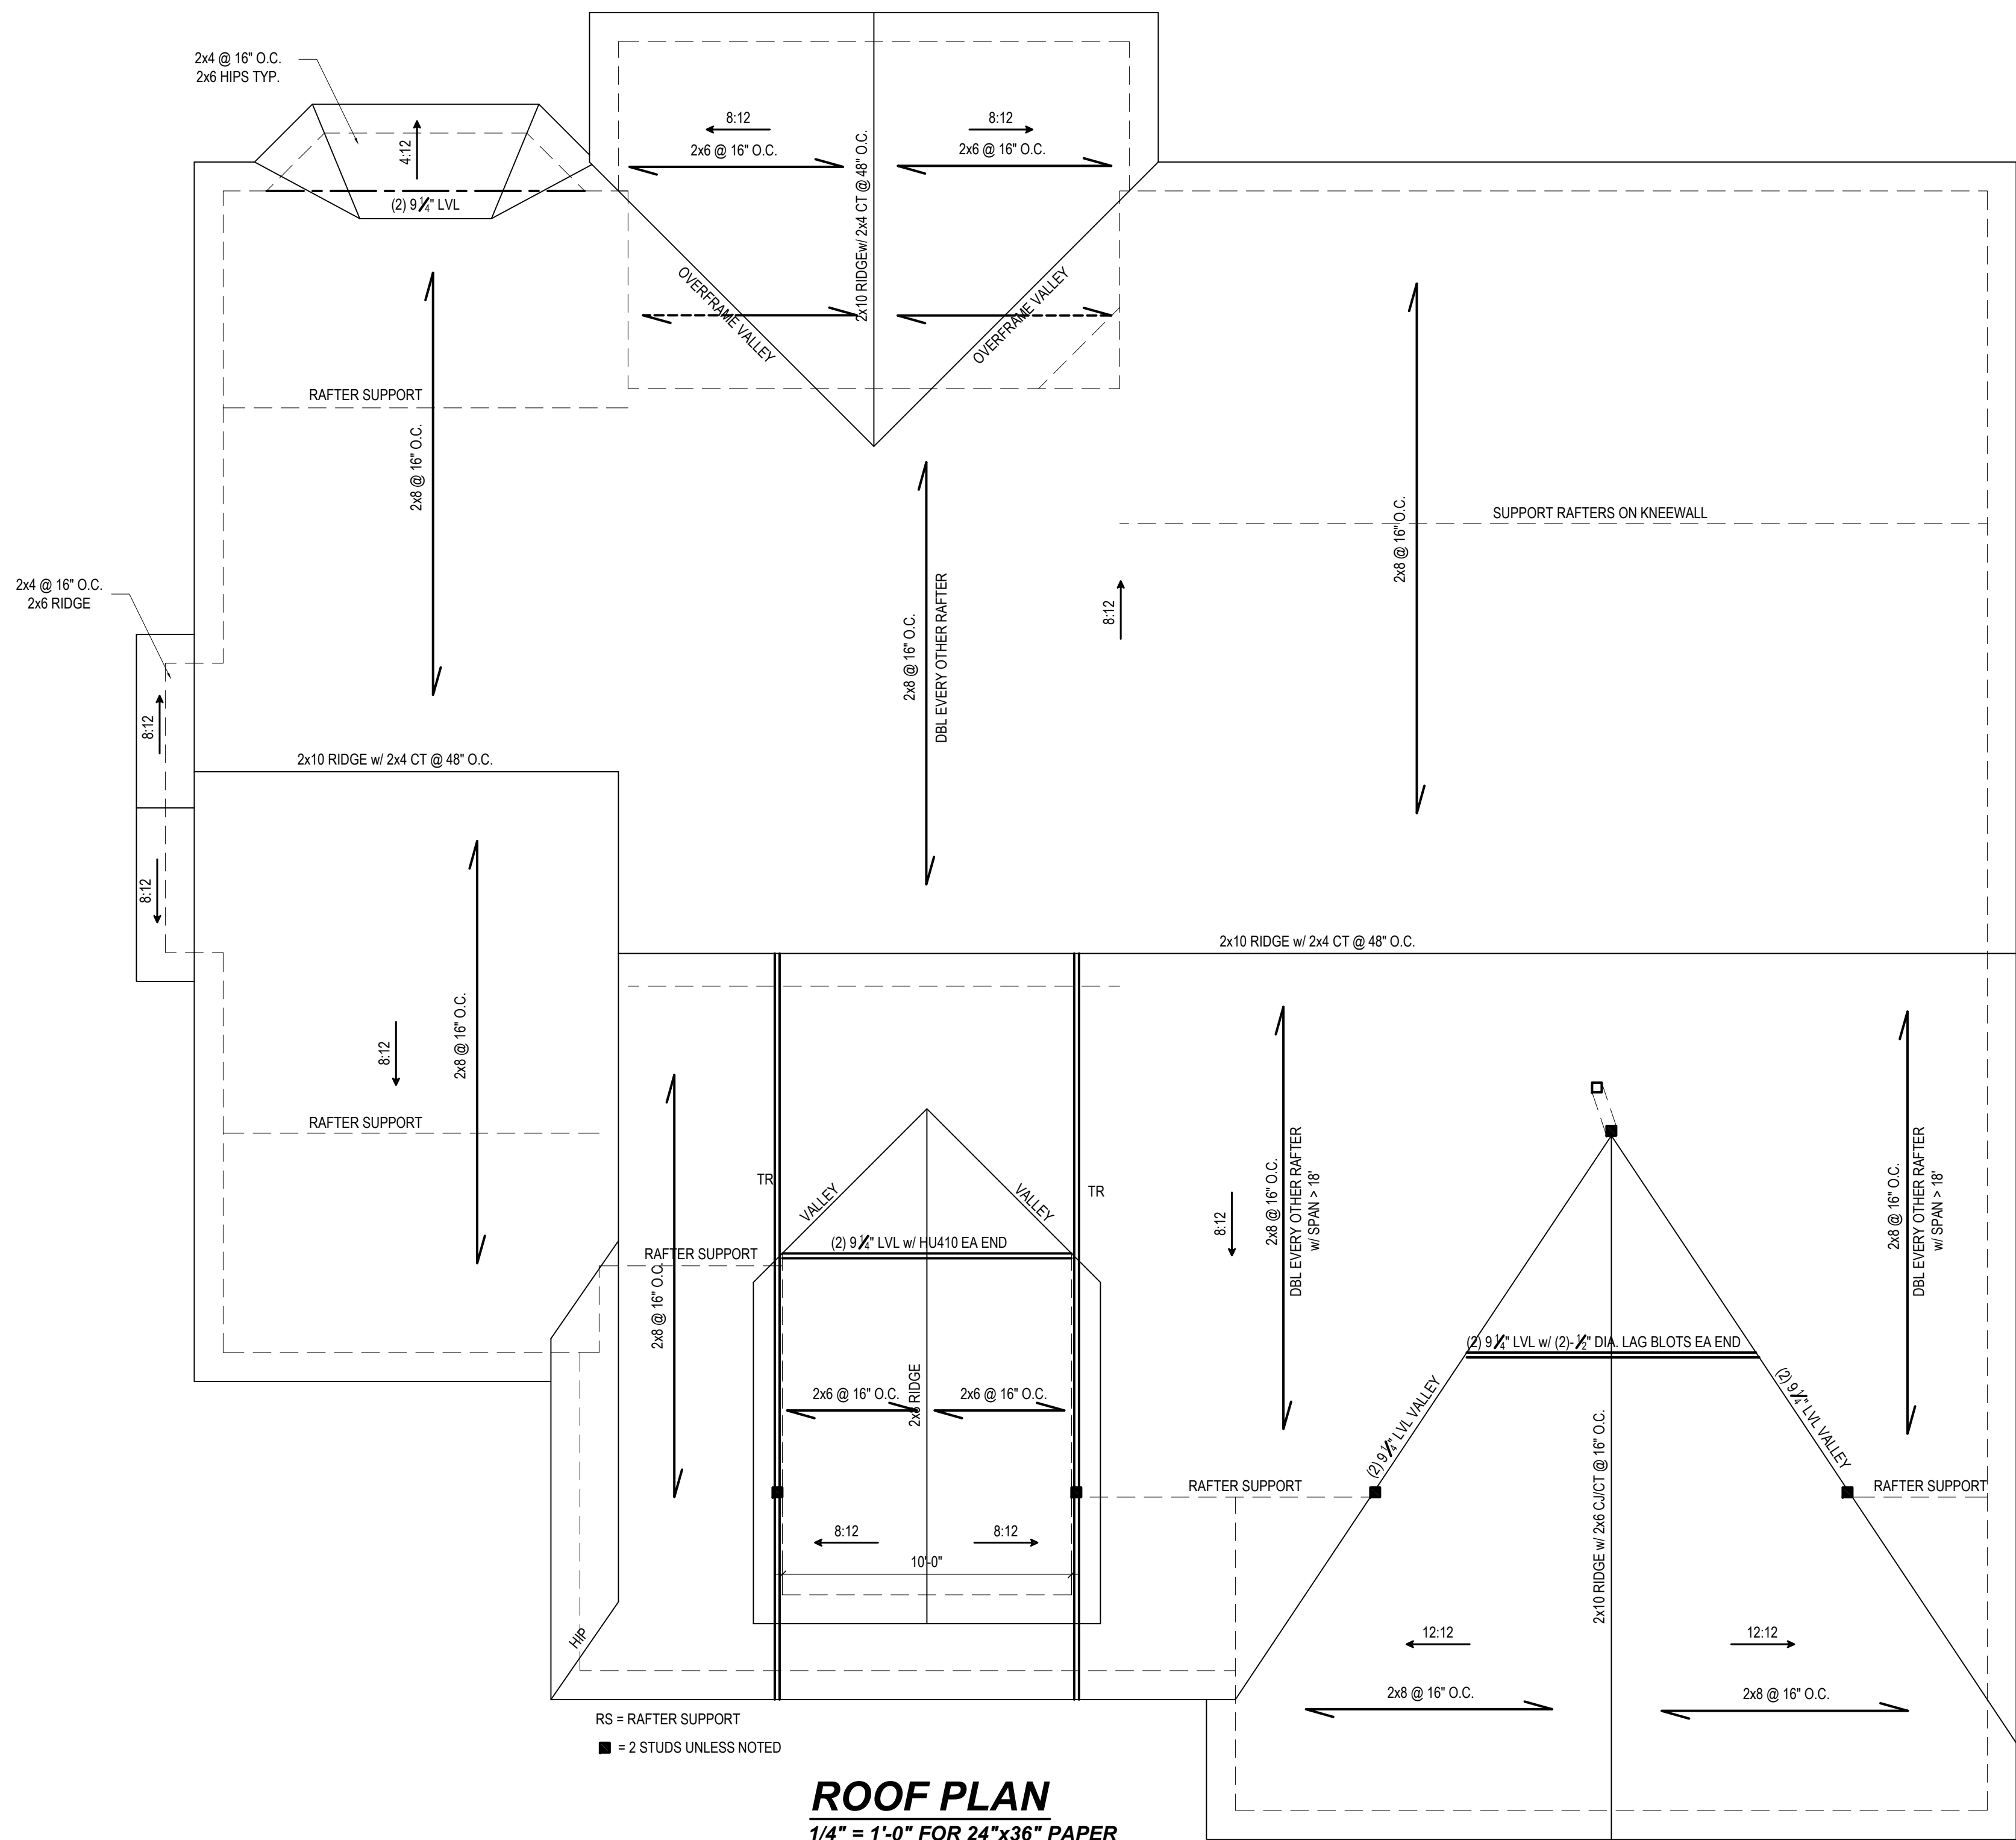 2x4 @ 16" O.C.
2x6 HIPS TYP.
4:12
(2) 9 1/4" LVL
8:12
8:12
2x6 @ 16" O.C.
2x6 @ 16" O.C.
2x10 RIDGEw/ 2x4 CT @ 48" O.C.
OVERFRAME VALLEY
OVERFRAME VALLEY
RAFTER SUPPORT
2x8 @ 16" O.C.
2x8 @ 16" O.C.
SUPPORT RAFTERS ON KNEEWALL
2x4 @ 16" O.C.
2x6 RIDGE
8:12
2x8 @ 16" O.C.
DBL EVERY OTHER RAFTER
8:12
2x10 RIDGE w/ 2x4 CT @ 48" O.C.
8:12
2x10 RIDGE w/ 2x4 CT @ 48" O.C.
8:12
2x8 @ 16" O.C.
RAFTER SUPPORT
TR
TR
VALLEY
VALLEY
(2) 9 1/4" LVL w/ HU410 EA END
RAFTER SUPPORT
2x8 @ 16" O.C.
8:12
2x8 @ 16" O.C.
DBL EVERY OTHER RAFTER
w/ SPAN > 18'
2x8 @ 16" O.C.
DBL EVERY OTHER RAFTER
w/ SPAN > 18'
(2) 9 1/4" LVL w/ (2)- 1/2" DIA. LAG BLOTS EA END
2x6 @ 16" O.C.
2x6 @ 16" O.C.
RIDGE
(2) 9 1/4" LVL VALLEY
(2) 9 1/4" LVL VALLEY
2x10 RIDGE w/ 2x6 CJ/CT @ 16" O.C.
RAFTER SUPPORT
RAFTER SUPPORT
8:12
8:12
10'-0"
HIP
12:12
12:12
2x8 @ 16" O.C.
2x8 @ 16" O.C.
RS = RAFTER SUPPORT
= 2 STUDS UNLESS NOTED
ROOF PLAN
1/4" = 1'-0" FOR 24"x36" PAPER